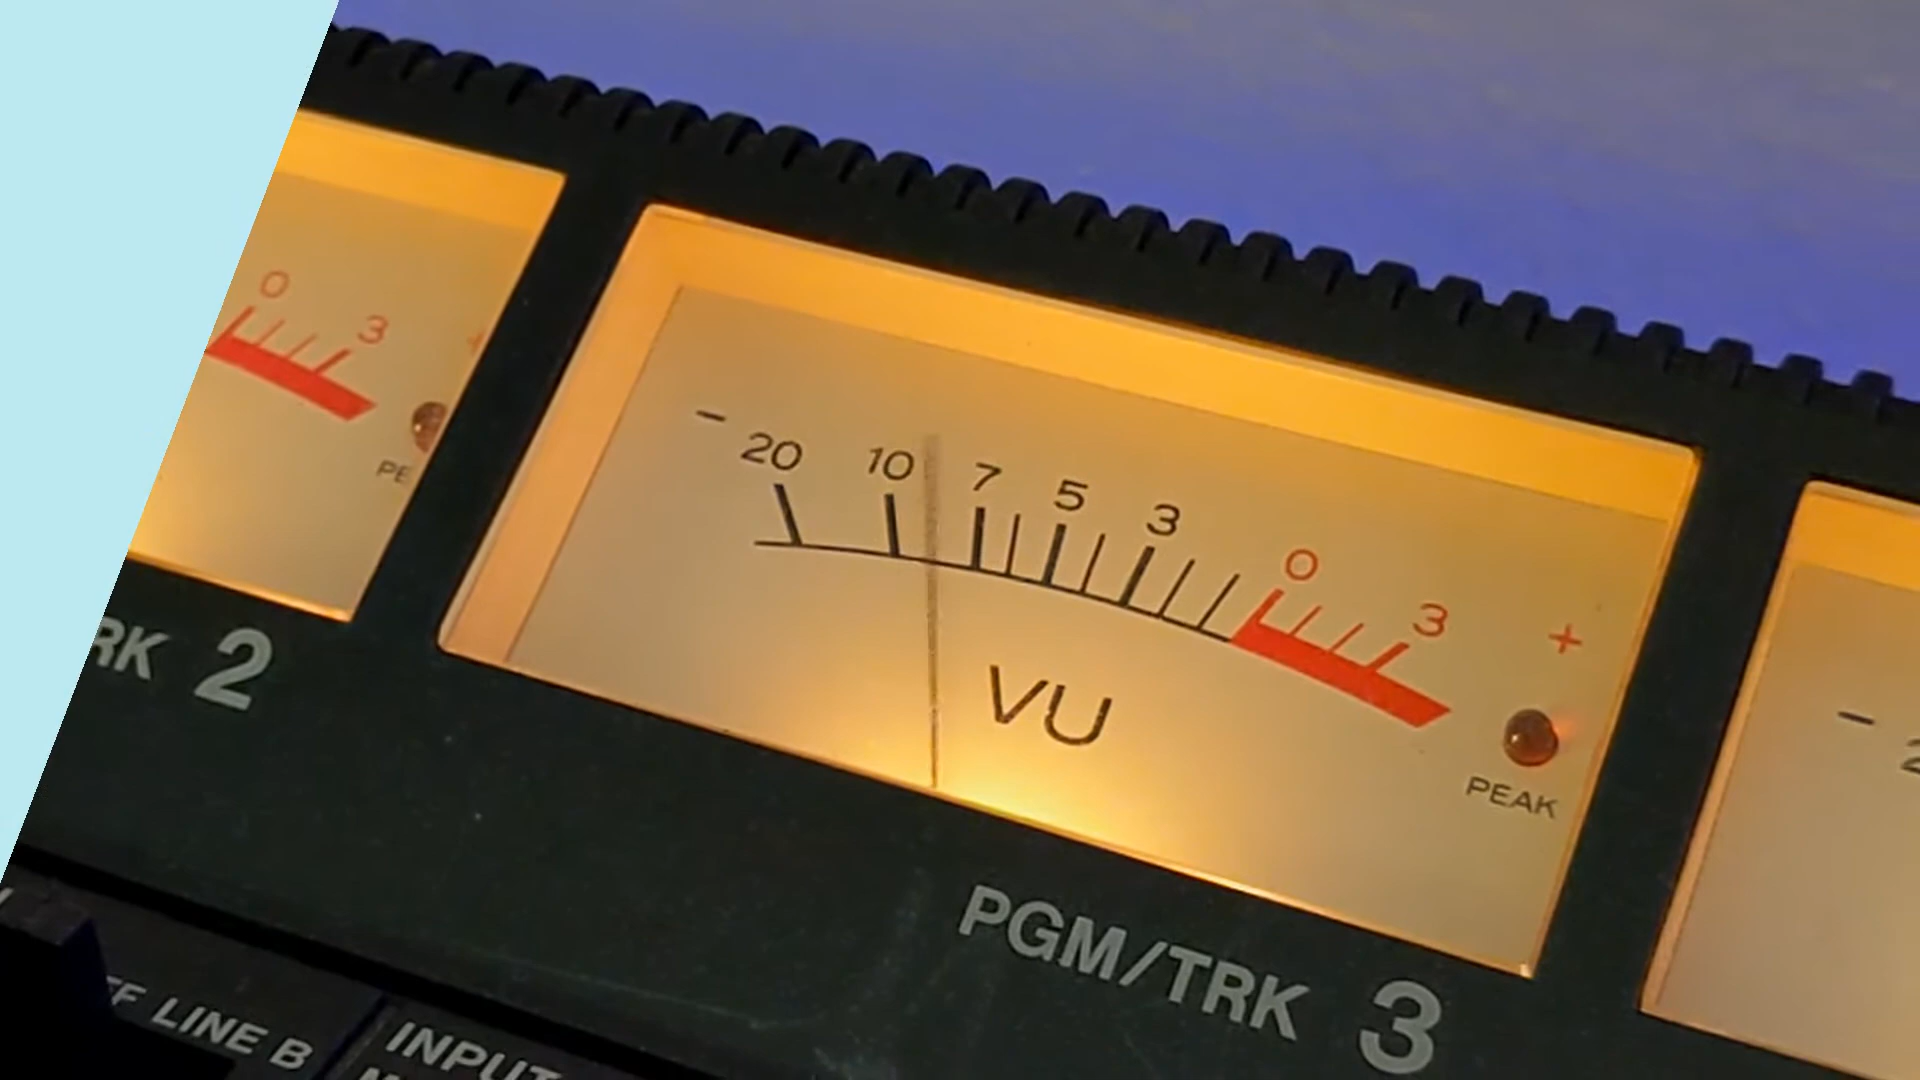 0
3
PE
RK 2
- 20 10 7 5 3 0 3 +
VU
PEAK
PGM/TRK 3
-
LINE B
INPUT